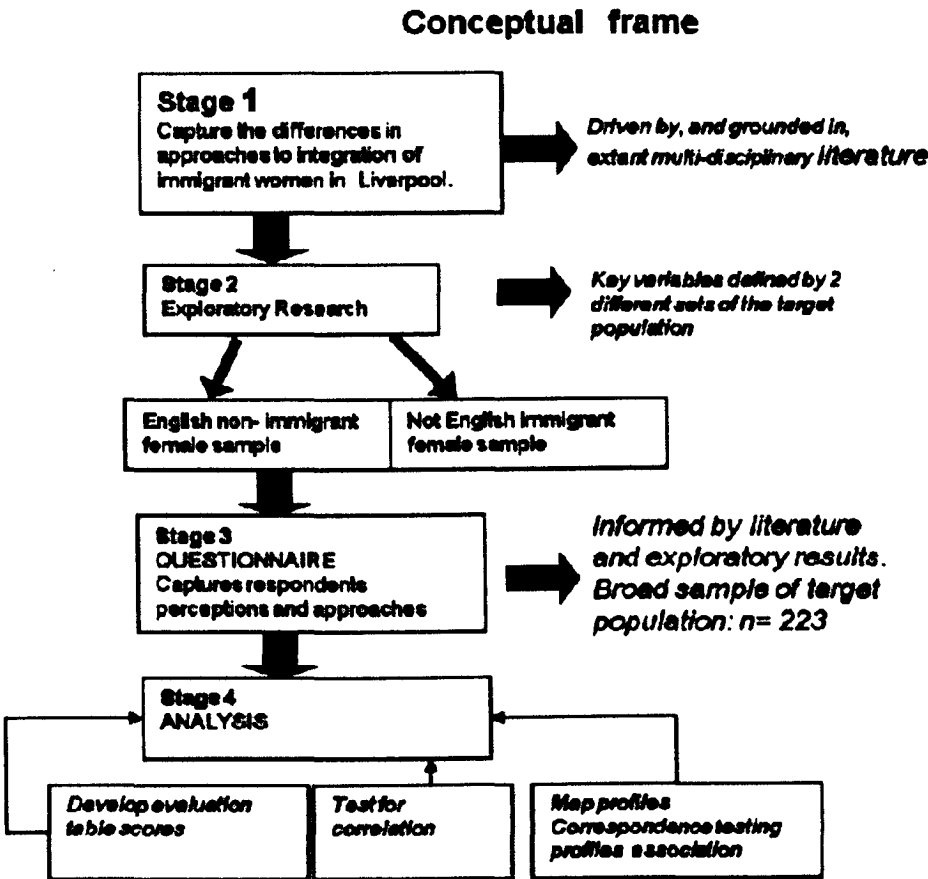 Conceptual frame
Stage 1
Capture the differences in
approaches to integration of
immigrant women in Liverpool.
Driven by, and grounded in,
extant multi-disciplinary literature
Stage 2
Exploratory Research
Key variables defined by 2
different sets of the target
population
English non- immigrant
female sample
Not English immigrant
female sample
Stage 3
QUESTIONNAIRE
Captures respondents
perceptions and approaches
Informed by literature
and exploratory results.
Broad sample of target
population: n= 223
Stage 4
ANALYSIS
Develop evaluation
table scores
Test for
correlation
Map profiles
Correspondence testing
profiles association